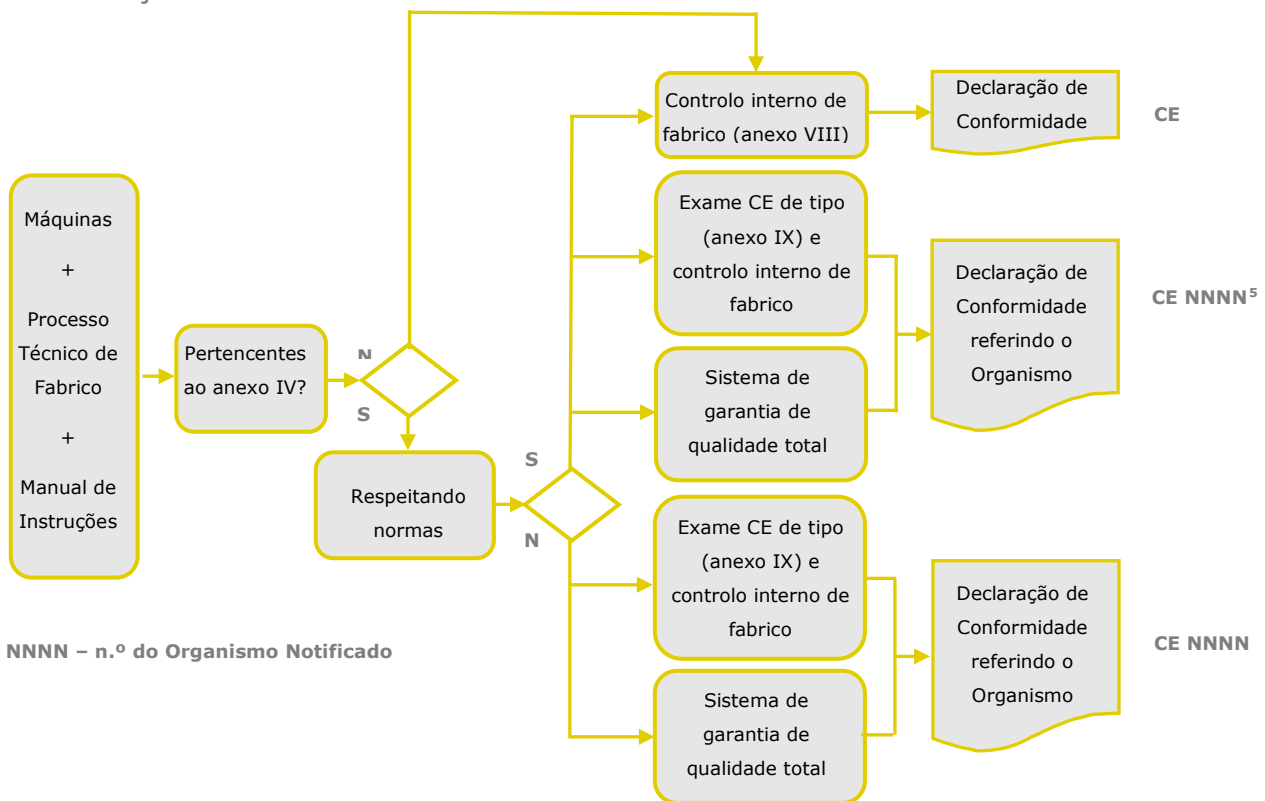 Máquinas
+
Processo
Técnico de
Fabrico
+
Manual de
Instruções
Pertencentes
ao anexo IV?
N
S
Respeitando
normas
S
N
Controlo interno de
fabrico (anexo VIII)
Declaração de
Conformidade
CE
Exame CE de tipo
(anexo IX) e
controlo interno de
fabrico
Sistema de
garantia de
qualidade total
Declaração de
Conformidade
referindo o
Organismo
CE NNNN⁵
Exame CE de tipo
(anexo IX) e
controlo interno de
fabrico
Sistema de
garantia de
qualidade total
Declaração de
Conformidade
referindo o
Organismo
CE NNNN
NNNN – n.º do Organismo Notificado